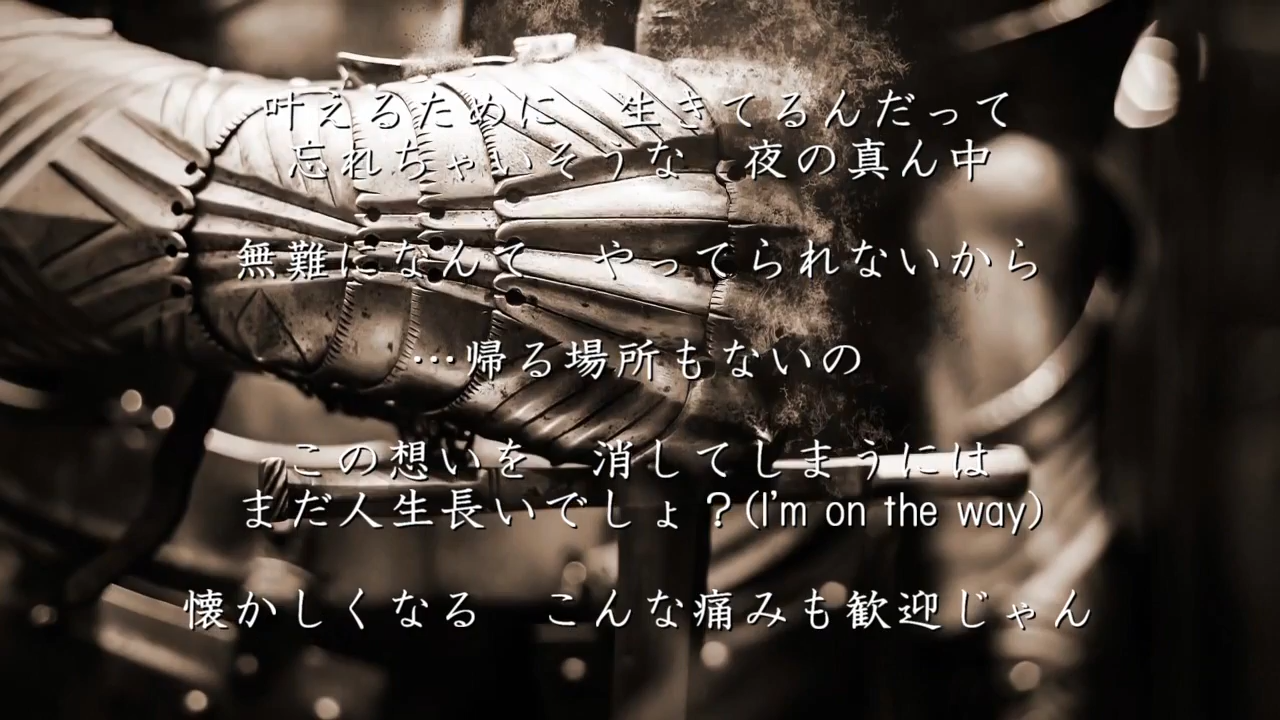 叶えるために　生きてるんだって
忘れちゃいそうな　夜の真ん中
無難になんて　やってられないから
…帰る場所もないの
この想いを　消してしまうには
まだ人生長いでしょ？(I'm on the way)
懐かしくなる　こんな痛みも歓迎じゃん